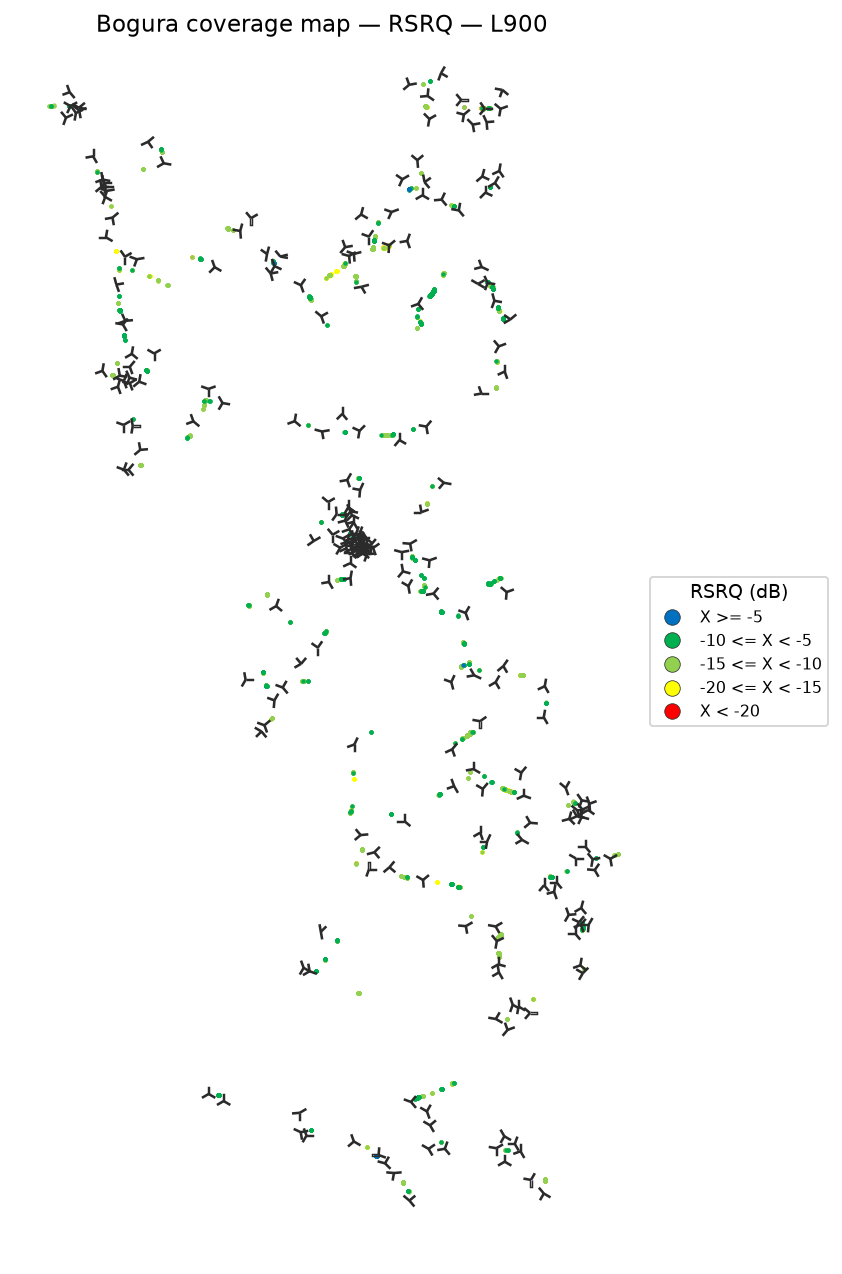 Bogura coverage map — RSRQ — L900
RSRQ (dB)
X >= -5
-10 <= X < -5
-15 <= X < -10
-20 <= X < -15
X < -20